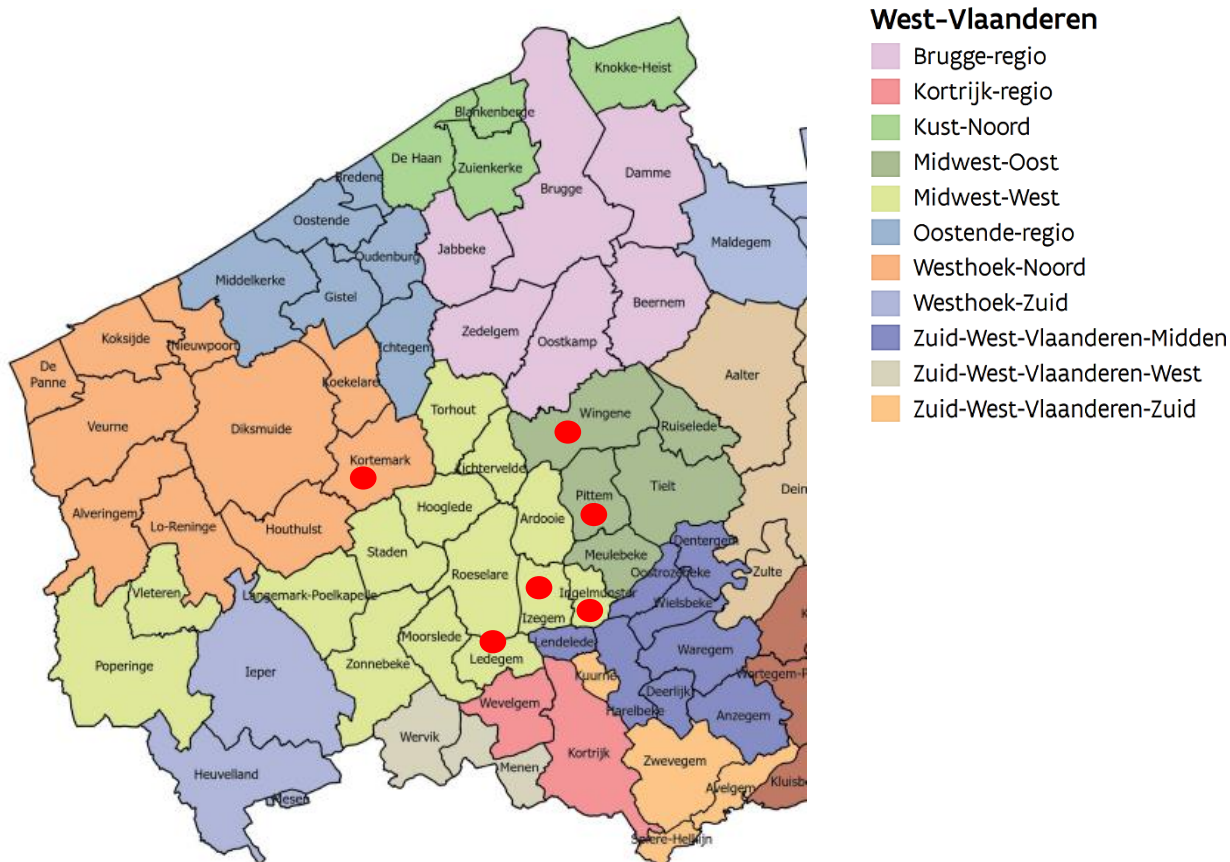 West-Vlaanderen
Brugge-regio
Kortrijk-regio
Kust-Noord
Midwest-Oost
Midwest-West
Oostende-regio
Westhoek-Noord
Westhoek-Zuid
Zuid-West-Vlaanderen-Midden
Zuid-West-Vlaanderen-West
Zuid-West-Vlaanderen-Zuid
Knokke-Heist
Blankenberge
De Haan
Zuienkerke
Brugge
Damme
Bredene
Oostende
Maldegem
Jabbeke
Oudenburg
Middelkerke
Gistel
Beernem
Zedelgem
Oostkamp
Koksijde
Nieuwpoort
Ichtegem
De
Panne
Koekelare
Aalter
Torhout
Wingene
Veurne
Diksmuide
Ruiselede
Kortemark
Lichtervelde
Pittem
Tielt
Hooglede
Alveringem
Lo-Reninge
Houthulst
Ardooie
Staden
Dentergem
Meulebeke
Oostrozebeke
Zulte
Roeselare
Vleteren
Langemark-Poelkapelle
Ingelmunster
Wielsbeke
Izegem
Moorslede
Lendelede
Waregem
Poperinge
Ieper
Zonnebeke
Ledegem
Kuurne
Deerlijk
Wevelgem
Harelbeke
Anzegem
Wervik
Kortrijk
Zwevegem
Menen
Heuvelland
Avelgem
Mesen
Spiere-Helkijn